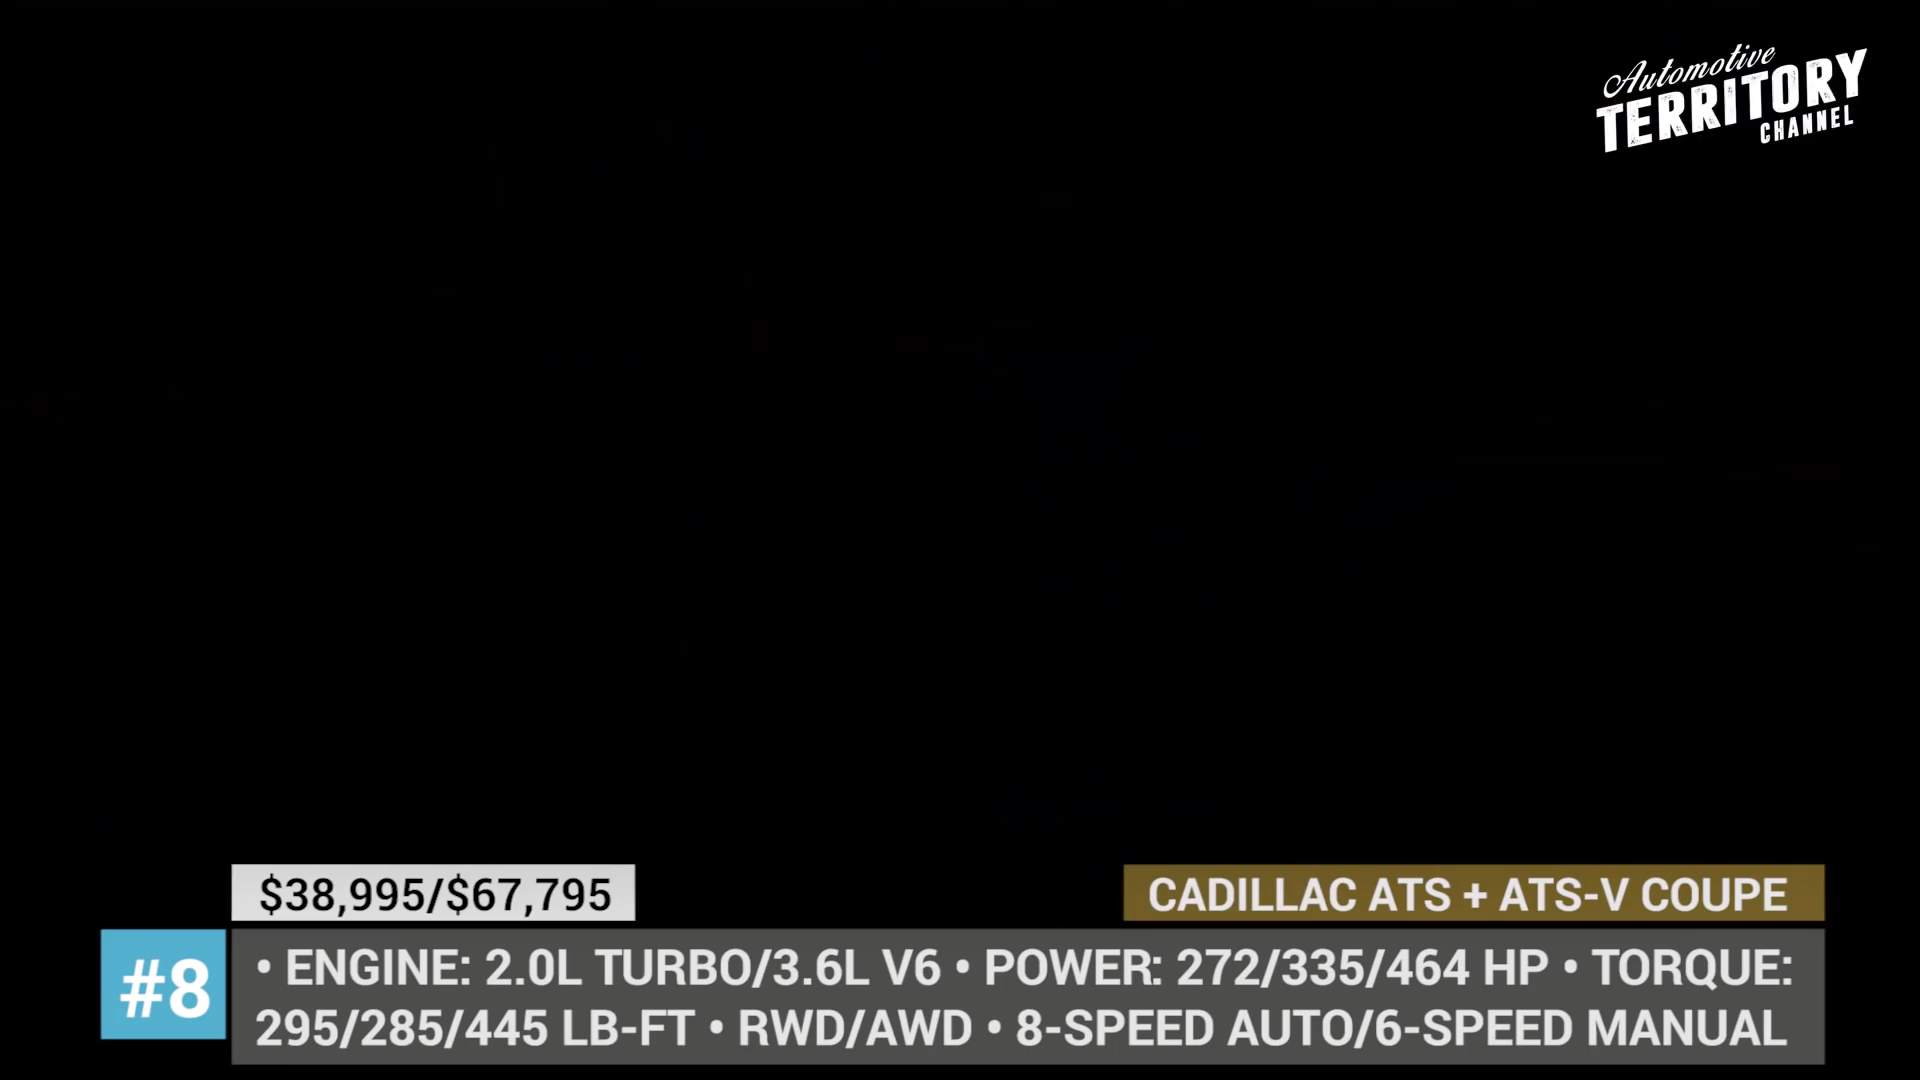 Automotive
TERRITORY
CHANNEL
$38,995/$67,795
CADILLAC ATS + ATS-V COUPE
#8
• ENGINE: 2.0L TURBO/3.6L V6 • POWER: 272/335/464 HP • TORQUE:
295/285/445 LB-FT • RWD/AWD • 8-SPEED AUTO/6-SPEED MANUAL